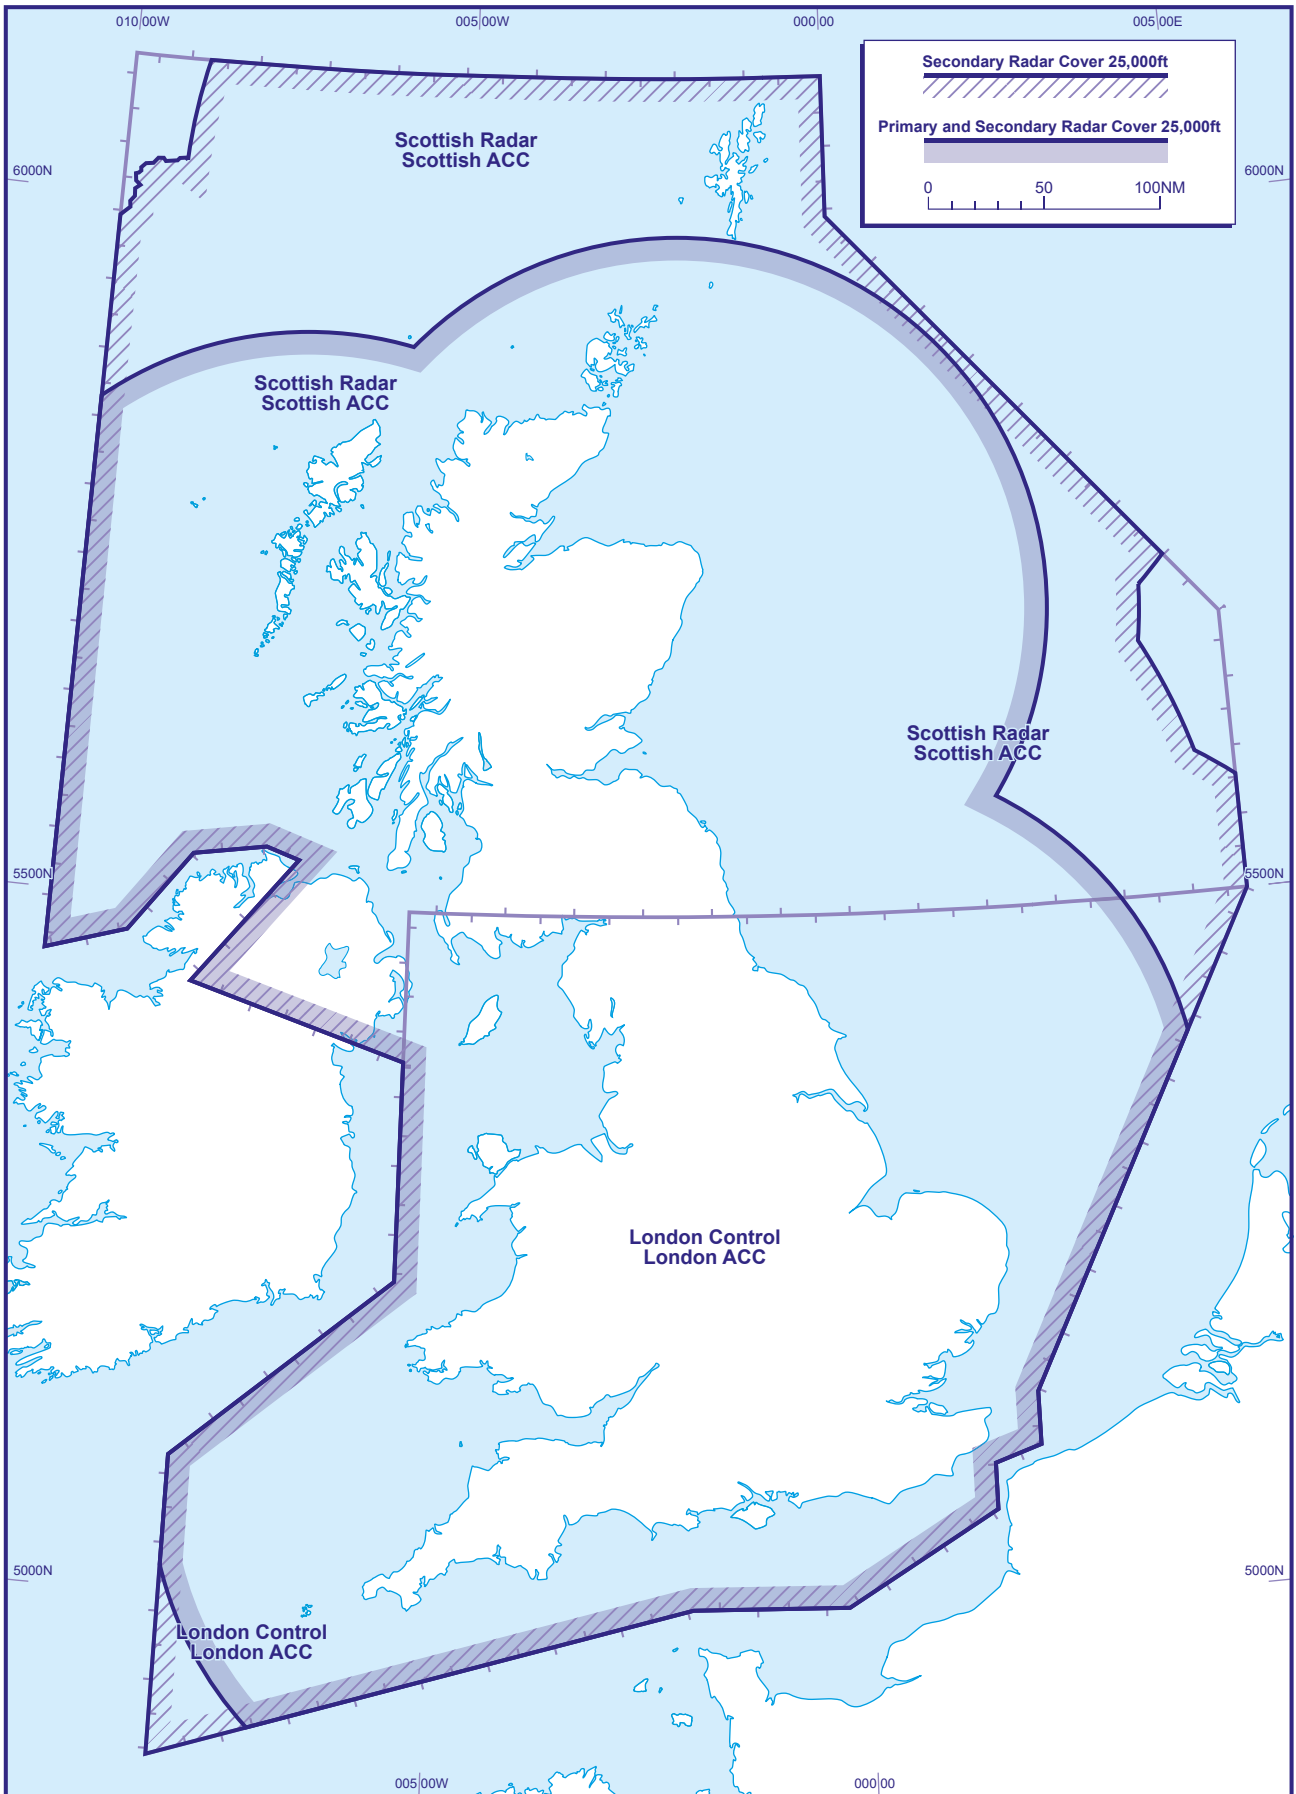 010 00W
005 00W
000 00
005 00E
Secondary Radar Cover 25,000ft
Primary and Secondary Radar Cover 25,000ft
0 50 100NM
Scottish Radar
Scottish ACC
6000N
6000N
Scottish Radar
Scottish ACC
Scottish Radar
Scottish ACC
5500N
5500N
London Control
London ACC
5000N
5000N
London Control
London ACC
005 00W
000 00